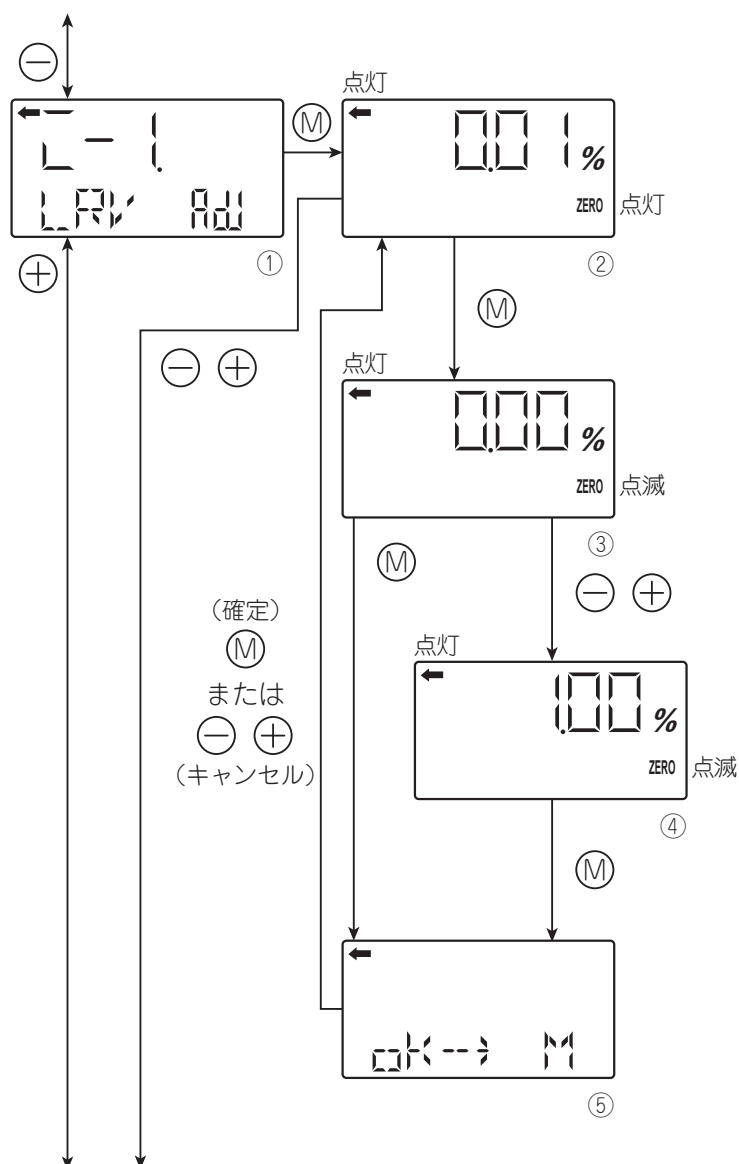 ⊖
点灯
C-1.
LRV Adj
①
Ⓜ
0.01 %
ZERO 点灯
②
⊕
Ⓜ
⊖ ⊕
点灯
0.00 %
ZERO 点滅
③
Ⓜ
⊖ ⊕
(確定)
Ⓜ
または
⊖ ⊕
(キャンセル)
点灯
1.00 %
ZERO 点滅
④
Ⓜ
oK--> M
⑤